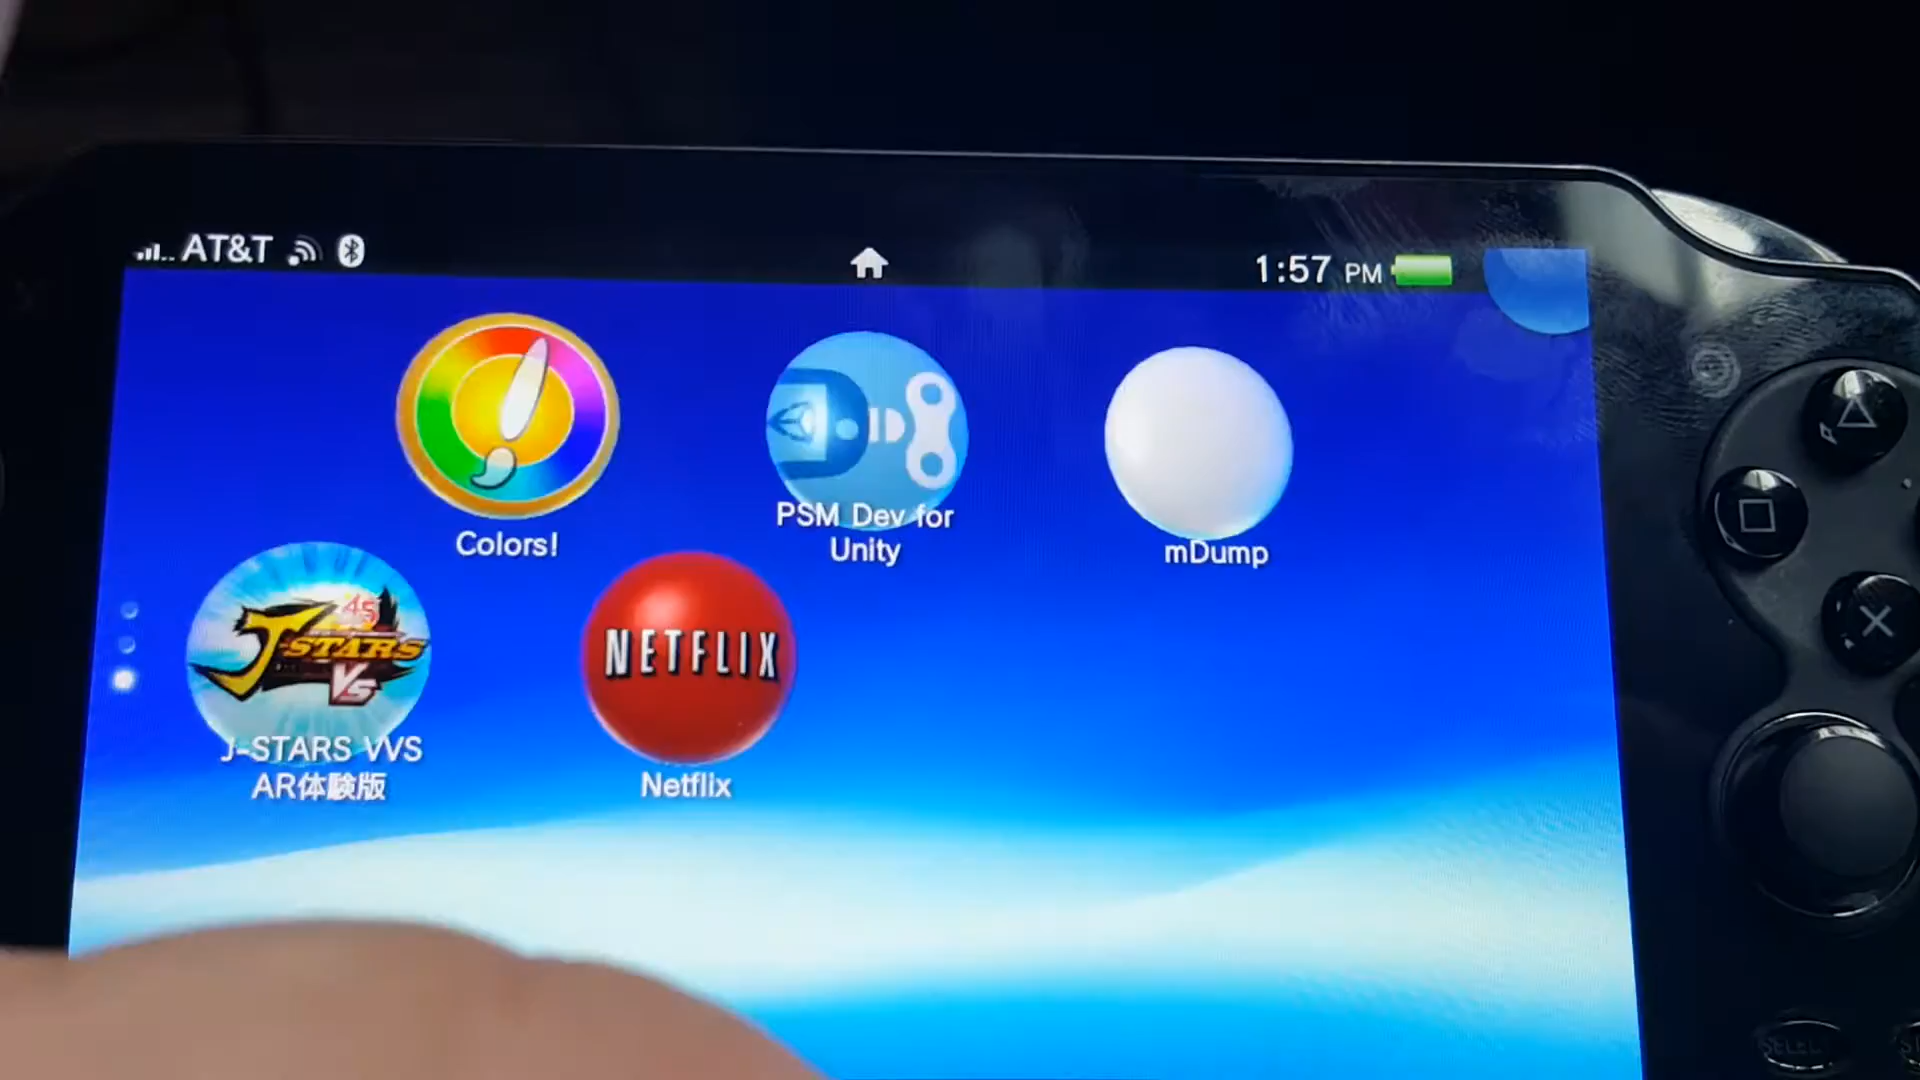 AT&T
1:57 PM
Colors!
PSM Dev for
Unity
mDump
J-STARS
VS
J-STARS VVS
AR体験版
NETFLIX
Netflix